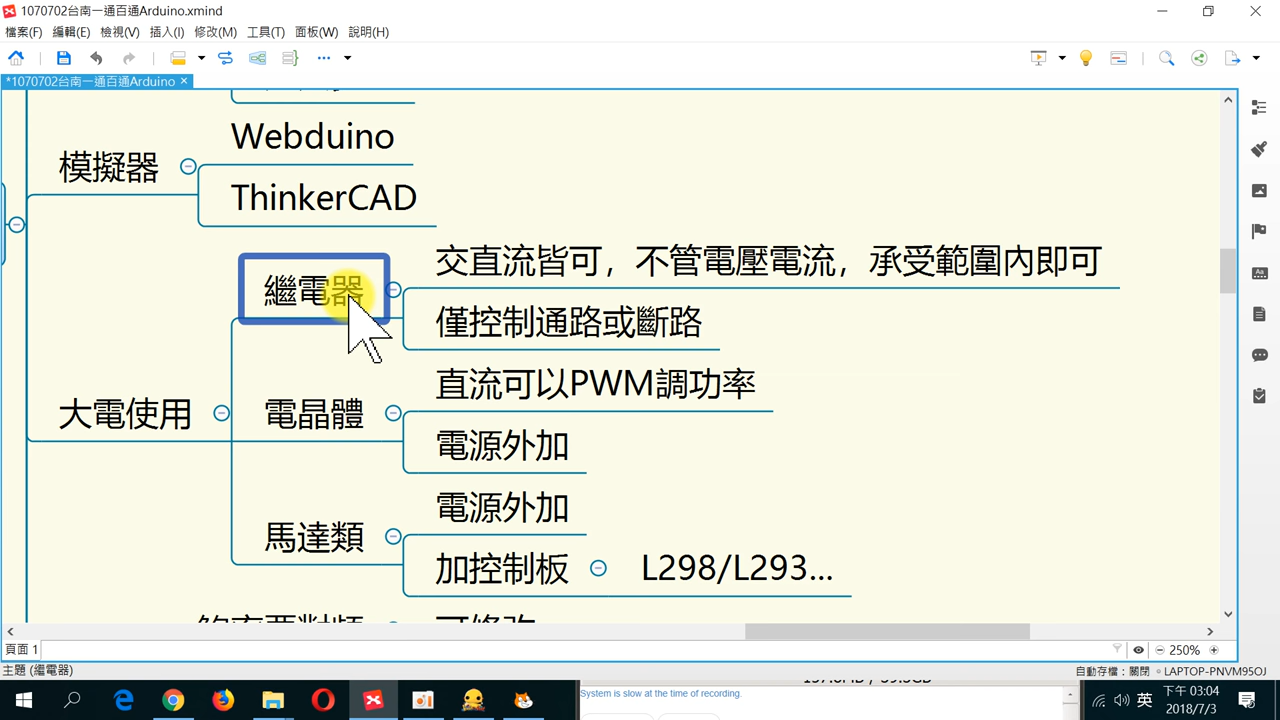 1070702台南一通百通Arduino.xmind
檔案(F) 編輯(E) 檢視(V) 插入(I) 修改(M) 工具(T) 面板(W) 說明(H)
*1070702台南一通百通Arduino
Webduino
模擬器
ThinkerCAD
交直流皆可，不管電壓電流，承受範圍內即可
繼電器
僅控制通路或斷路
直流可以PWM調功率
大電使用
電晶體
電源外加
電源外加
馬達類
加控制板
L298/L293...
頁面 1
250%
主題 (繼電器)
自動存檔：關閉
LAPTOP-PNVM95OJ
System is slow at the time of recording.
英
下午 03:04
2018/7/3